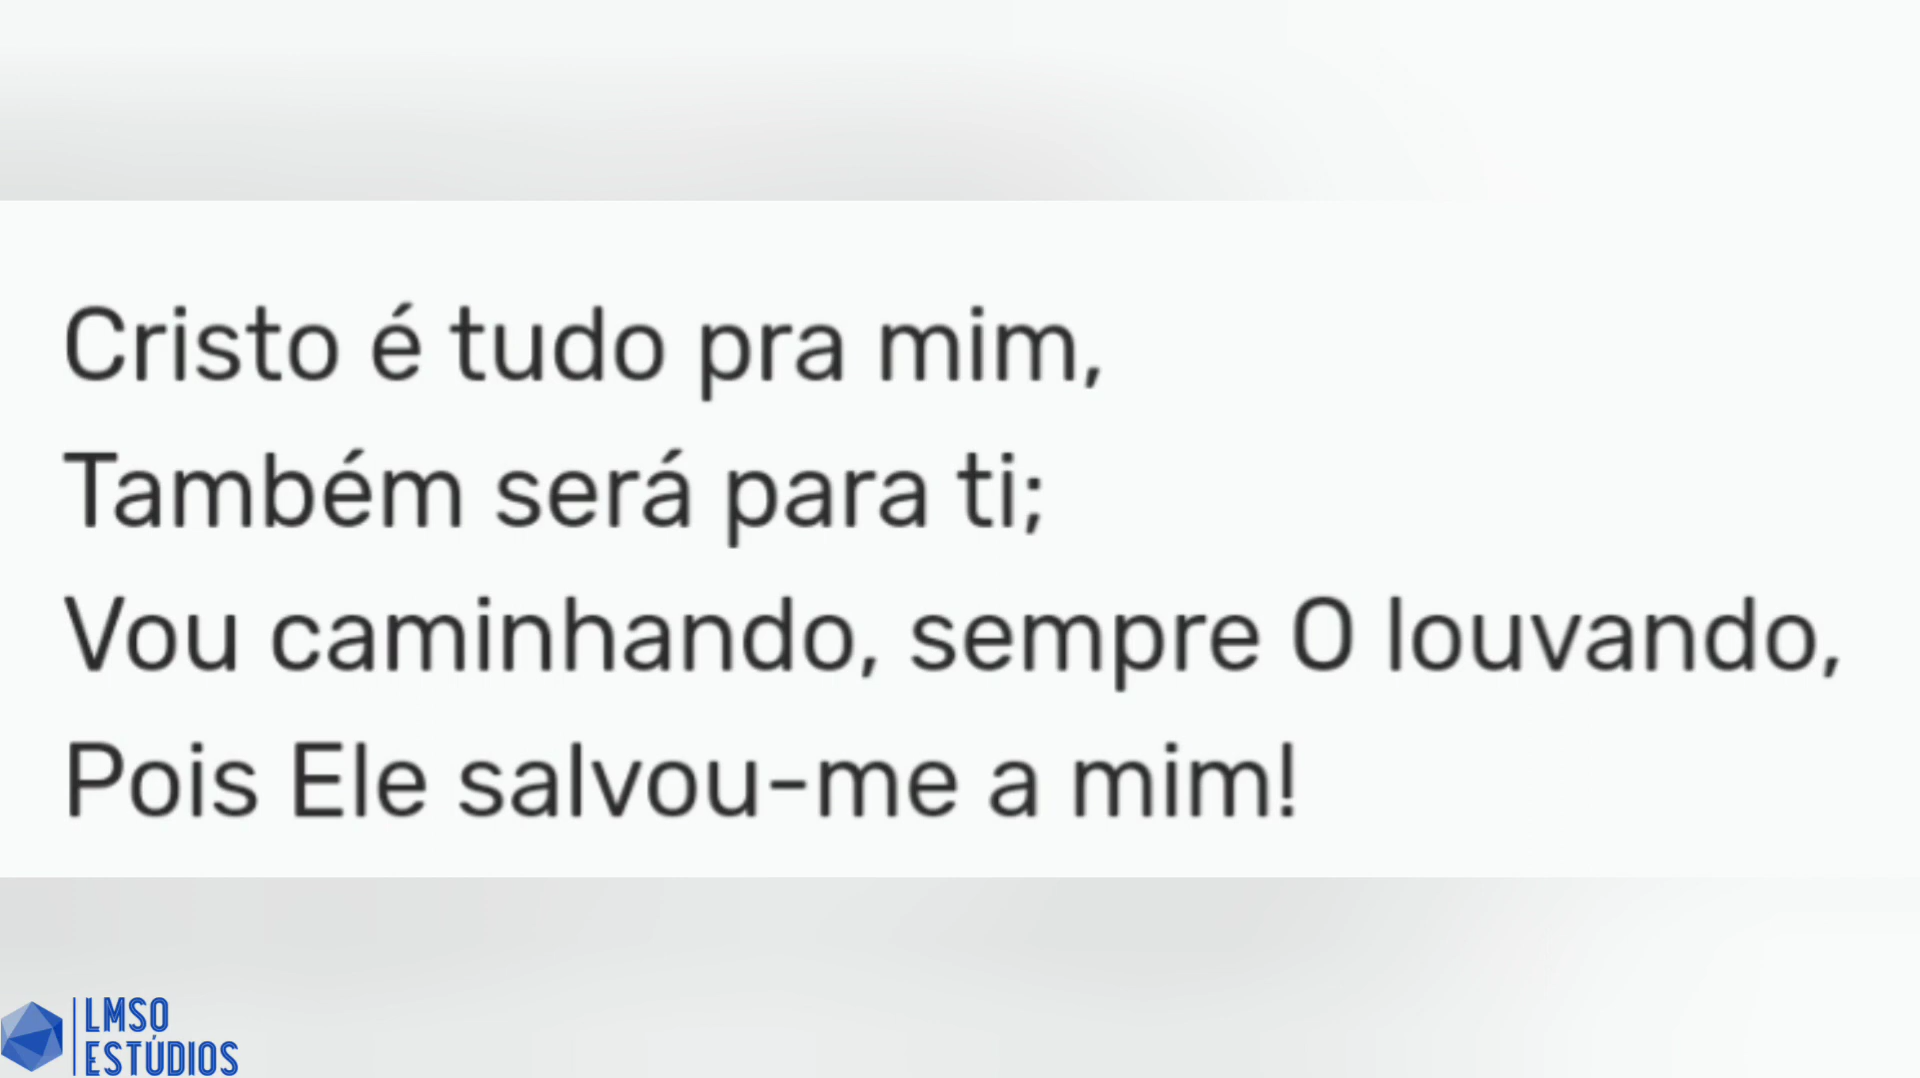 Cristo é tudo pra mim,
Também será para ti;
Vou caminhando, sempre O louvando,
Pois Ele salvou-me a mim!
LMSO
ESTÚDIOS